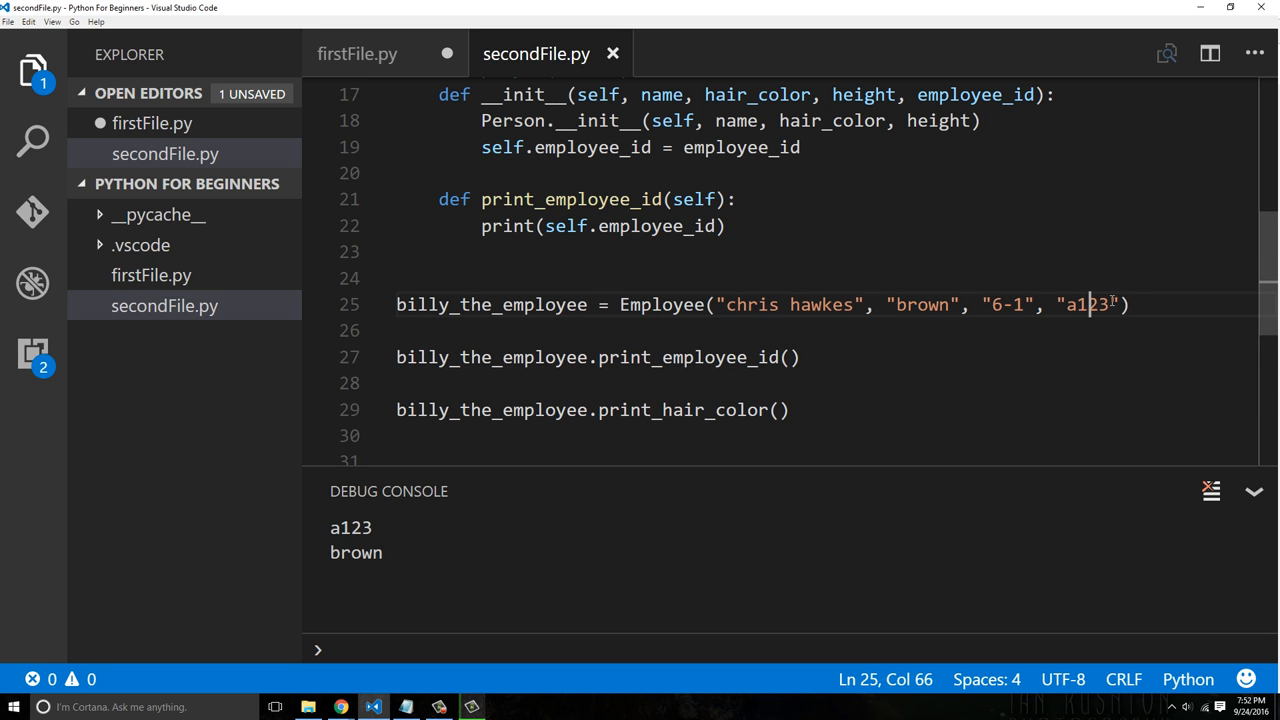 secondFile.py - Python For Beginners - Visual Studio Code
File Edit View Go Help
EXPLORER
OPEN EDITORS 1 UNSAVED
firstFile.py
secondFile.py
PYTHON FOR BEGINNERS
__pycache__
.vscode
firstFile.py
secondFile.py
1
2
firstFile.py secondFile.py
17 def __init__(self, name, hair_color, height, employee_id):
18 Person.__init__(self, name, hair_color, height)
19 self.employee_id = employee_id
20
21 def print_employee_id(self):
22 print(self.employee_id)
23
24
25 billy_the_employee = Employee("chris hawkes", "brown", "6-1", "a123")
26
27 billy_the_employee.print_employee_id()
28
29 billy_the_employee.print_hair_color()
30
31
DEBUG CONSOLE
a123
brown
0 0 Ln 25, Col 66 Spaces: 4 UTF-8 CRLF Python
I'm Cortana. Ask me anything.
7:52 PM
9/24/2016